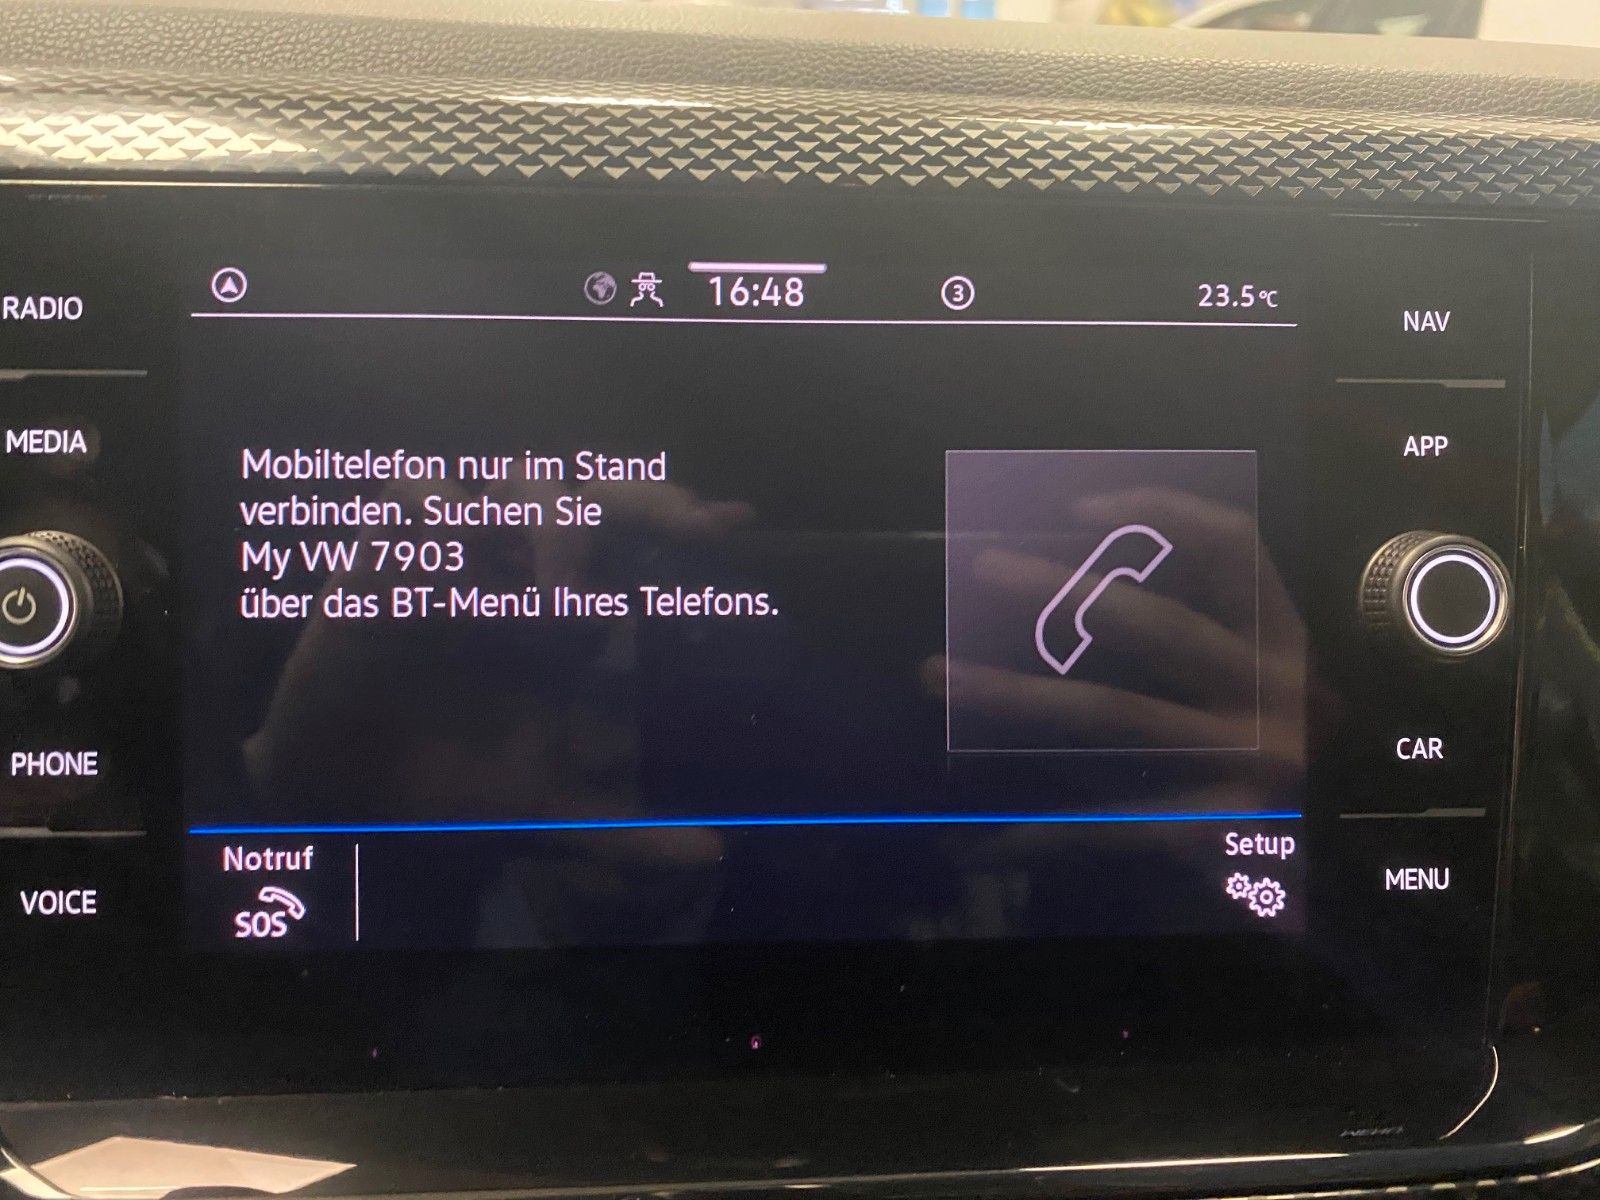 RADIO
MEDIA
PHONE
VOICE
16:48
3
23.5°C
Mobiltelefon nur im Stand
verbinden. Suchen Sie
My VW 7903
über das BT-Menü Ihres Telefons.
Notruf
SOS
Setup
NAV
APP
CAR
MENU